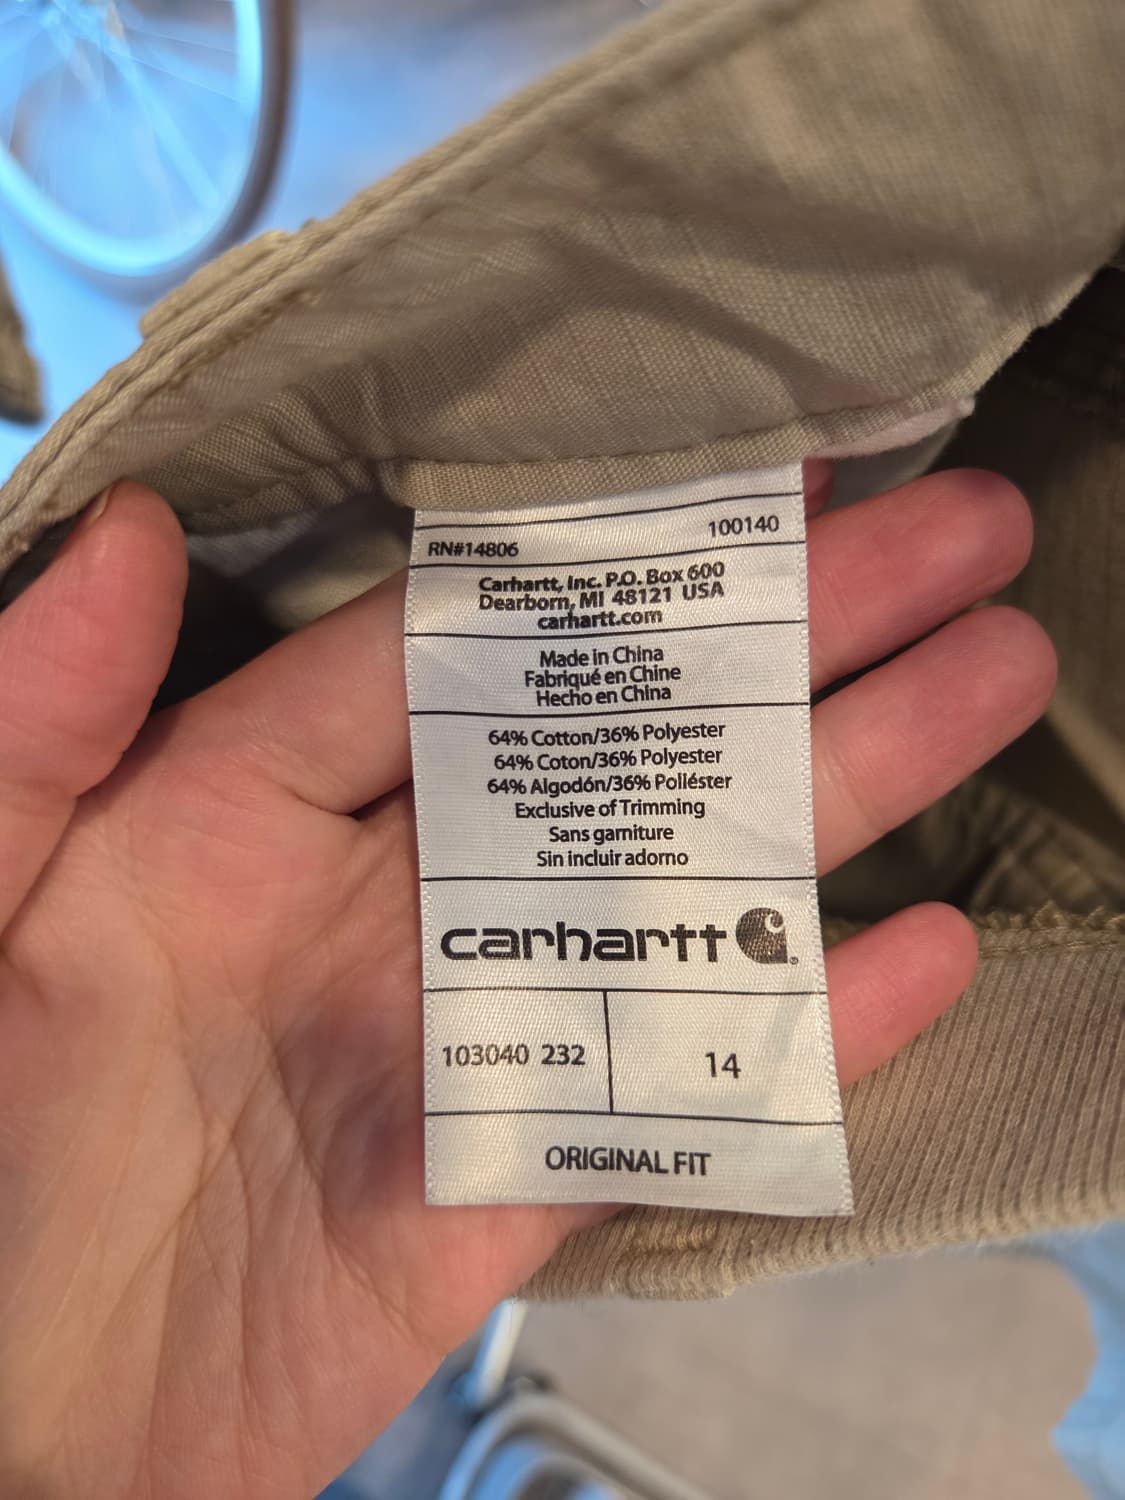 RN#14806 100140
Carhartt, Inc. P.O. Box 600
Dearborn, MI 48121 USA
carhartt.com
Made in China
Fabriqué en Chine
Hecho en China
64% Cotton/36% Polyester
64% Coton/36% Polyester
64% Algodón/36% Poliéster
Exclusive of Trimming
Sans garniture
Sin incluir adorno
carhartt
103040 232 14
ORIGINAL FIT